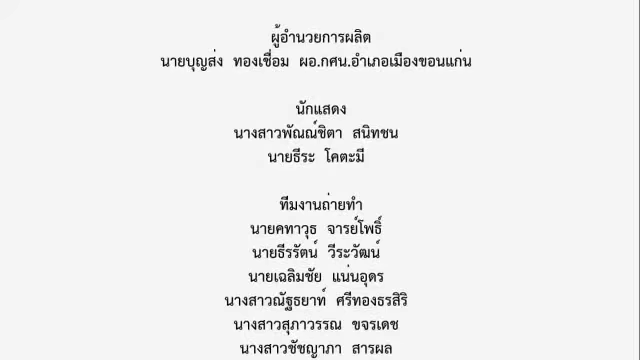 ผู้อำนวยการผลิต
นายบุญส่ง ทองเชื่อม ผอ.กศน.อำเภอเมืองขอนแก่น
นักแสดง
นางสาวพัณณ์ชิตา สนิทชน
นายธีระ โคตะมี
ทีมงานถ่ายทำ
นายคทาวุธ จารย์โพธิ์
นายธีรรัตน์ วีระวัฒน์
นายเฉลิมชัย แน่นอุดร
นางสาวณัฐธยาท์ ศรีทองธรสิริ
นางสาวสุภาวรรณ ขจรเดช
นางสาวชัชญาภา สารผล